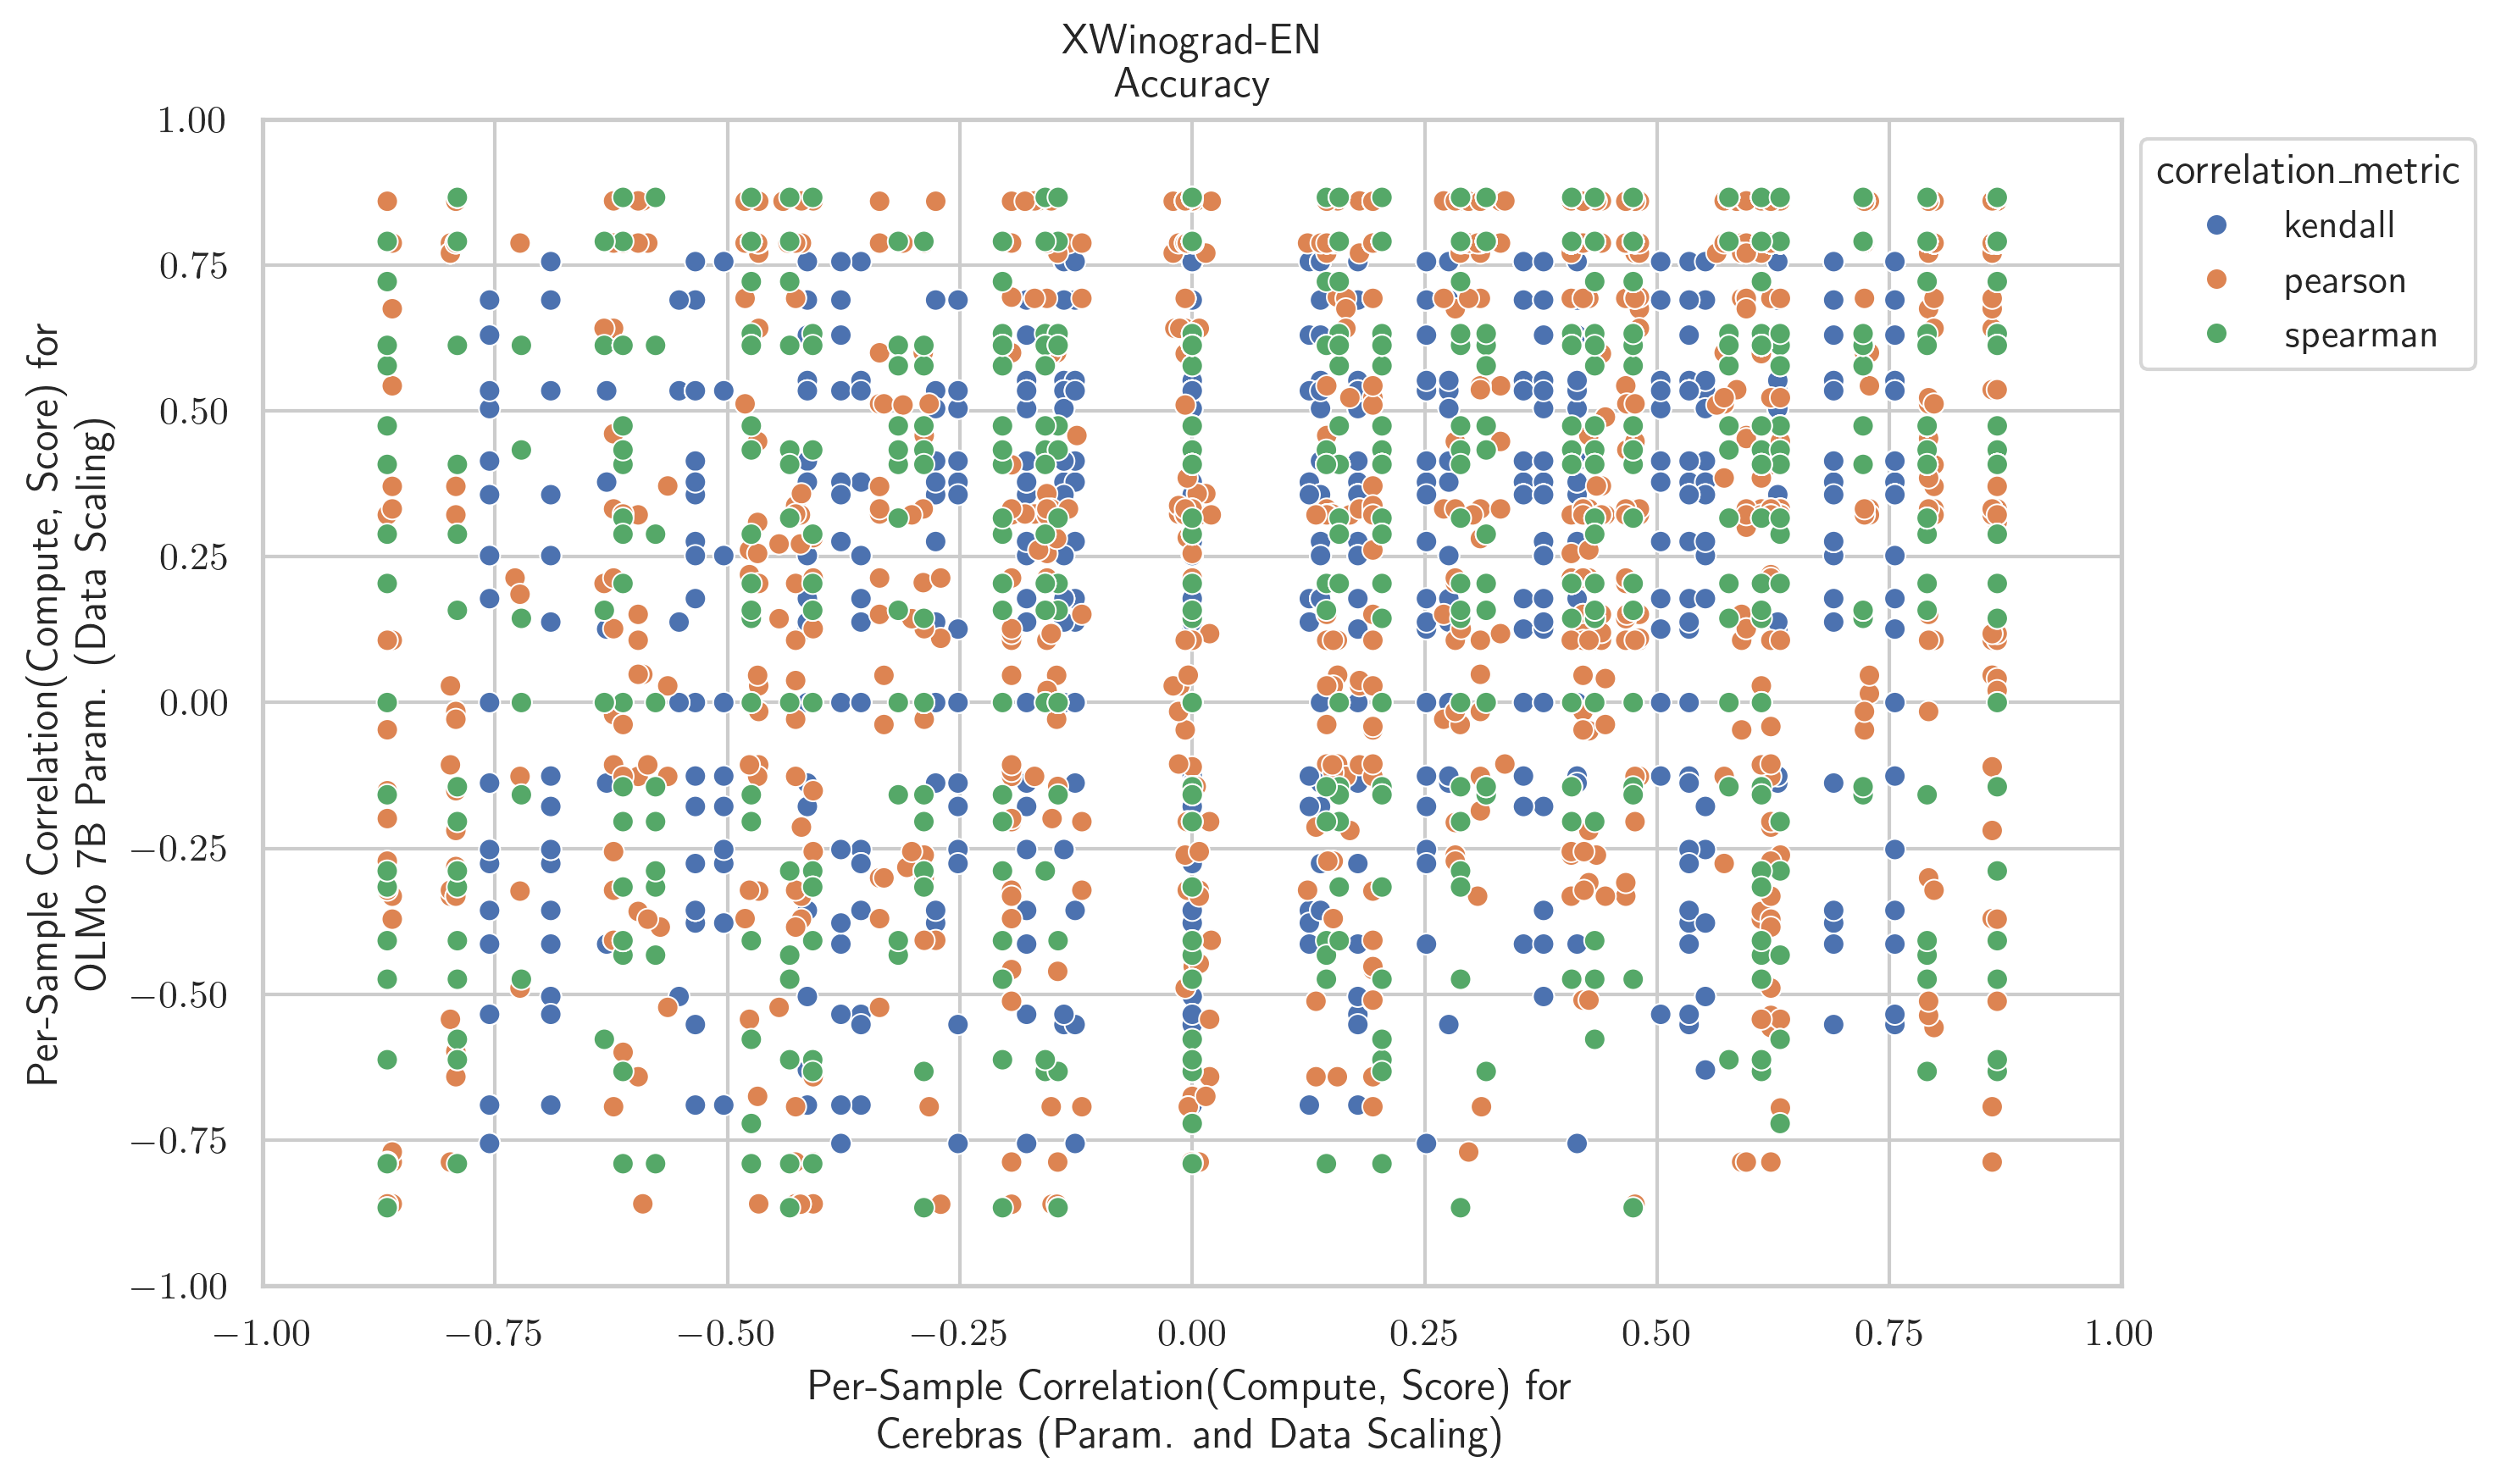 XWinograd-EN
Accuracy
Per-Sample Correlation(Compute, Score) for
OLMo 7B Param. (Data Scaling)
1.00
0.75
0.50
0.25
0.00
−0.25
−0.50
−0.75
−1.00
−1.00 −0.75 −0.50 −0.25 0.00 0.25 0.50 0.75 1.00
Per-Sample Correlation(Compute, Score) for
Cerebras (Param. and Data Scaling)
correlation_metric
kendall
pearson
spearman